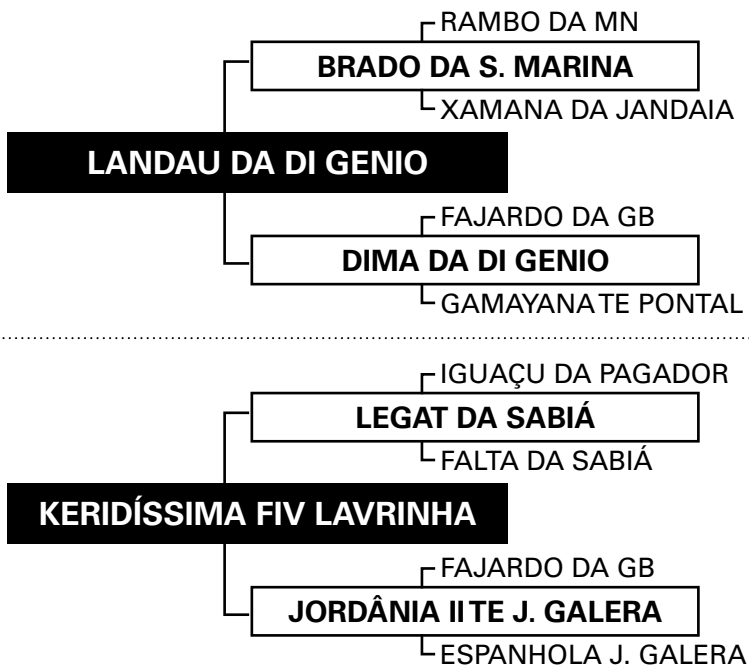 RAMBO DA MN
BRADO DA S. MARINA
XAMANA DA JANDAIA
LANDAU DA DI GENIO
FAJARDO DA GB
DIMA DA DI GENIO
GAMAYANA TE PONTAL
IGUAÇU DA PAGADOR
LEGAT DA SABIÁ
FALTA DA SABIÁ
KERIDÍSSIMA FIV LAVRINHA
FAJARDO DA GB
JORDÂNIA II TE J. GALERA
ESPANHOLA J. GALERA